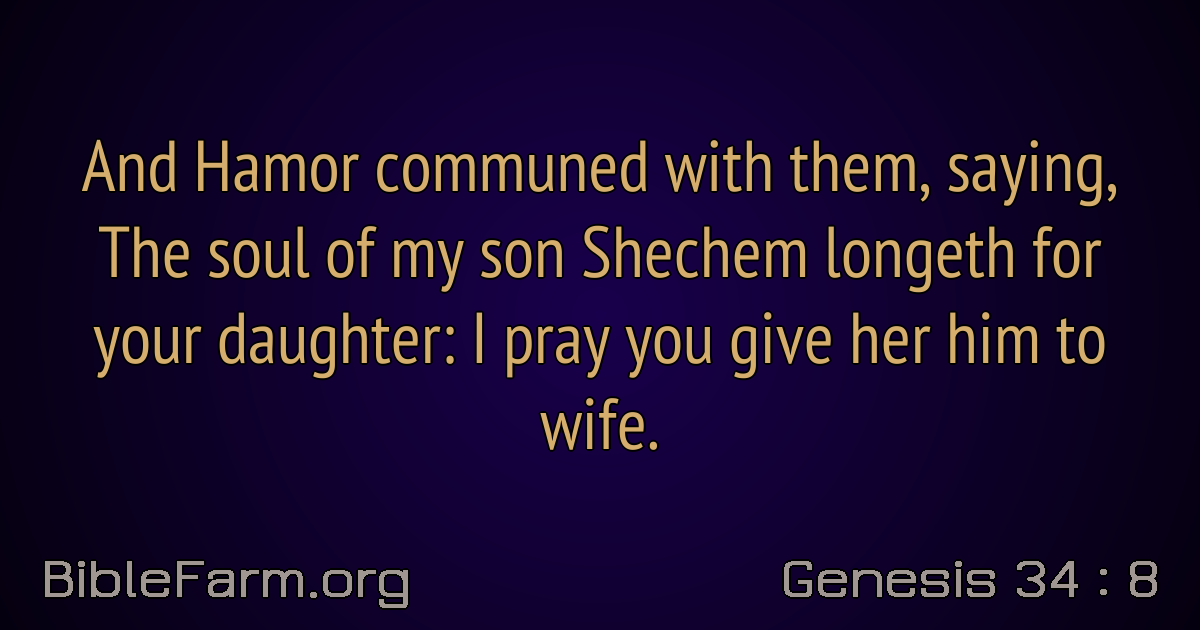 And Hamor communed with them, saying,
The soul of my son Shechem longeth for
your daughter: I pray you give her him to
wife.
BibleFarm.org
Genesis 34 : 8